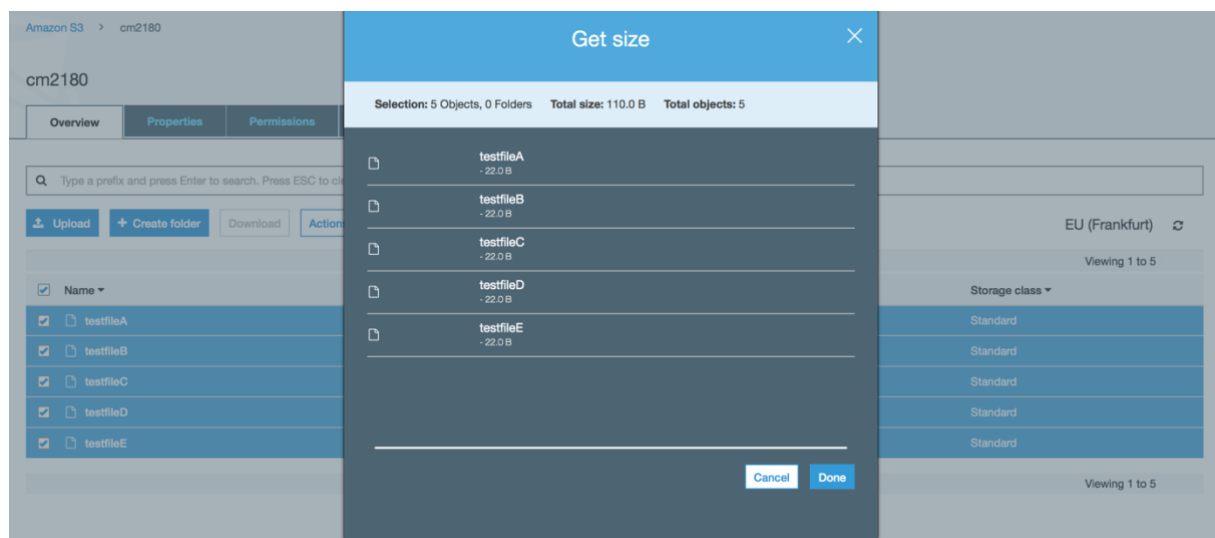 Amazon S3 > cm2180
cm2180
Overview Properties Permissions
Type a prefix and press Enter to search. Press ESC to
Upload + Create folder Download Action
EU (Frankfurt)
Viewing 1 to 5
Name Storage class
testfileA Standard
testfileB Standard
testfileC Standard
testfileD Standard
testfileE Standard
Viewing 1 to 5
Get size
Selection: 5 Objects, 0 Folders Total size: 110.0 B Total objects: 5
testfileA
- 22.0 B
testfileB
- 22.0 B
testfileC
- 22.0 B
testfileD
- 22.0 B
testfileE
- 22.0 B
Cancel Done